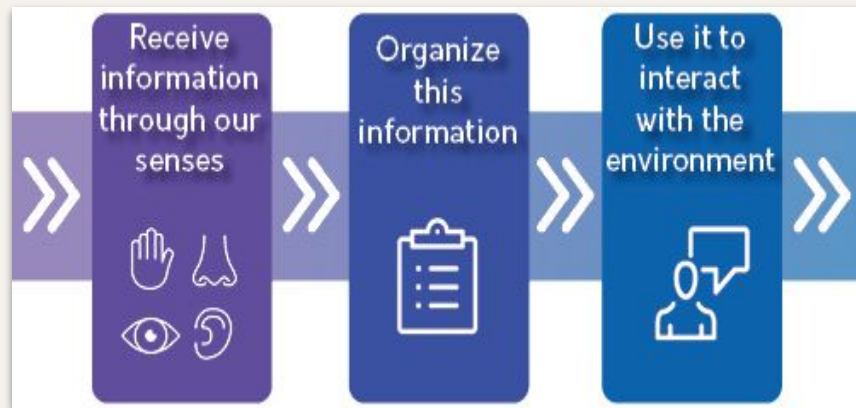 Receive
information
through our
senses
Organize
this
information
Use it to
interact
with the
environment